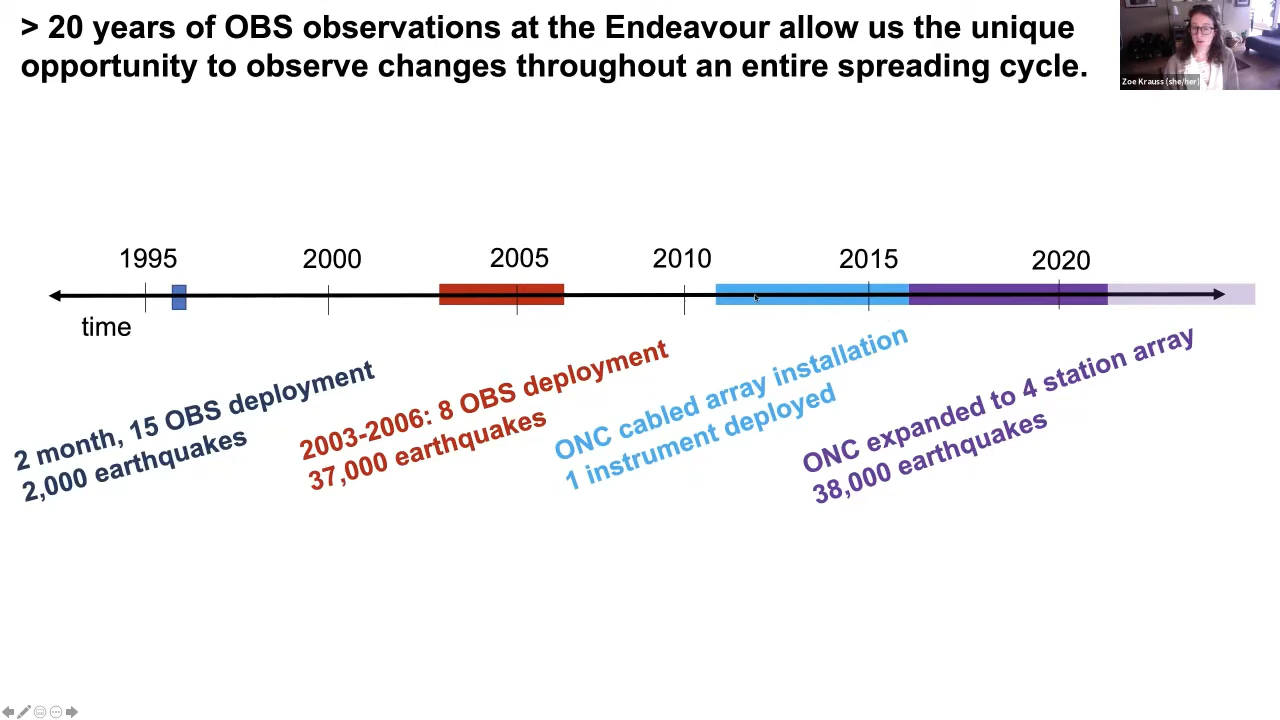 > 20 years of OBS observations at the Endeavour allow us the unique
opportunity to observe changes throughout an entire spreading cycle.
Zoe Krauss (she/her)
1995
2000
2005
2010
2015
2020
time
2 month, 15 OBS deployment
2,000 earthquakes
2003-2006: 8 OBS deployment
37,000 earthquakes
ONC cabled array installation
1 instrument deployed
ONC expanded to 4 station array
38,000 earthquakes